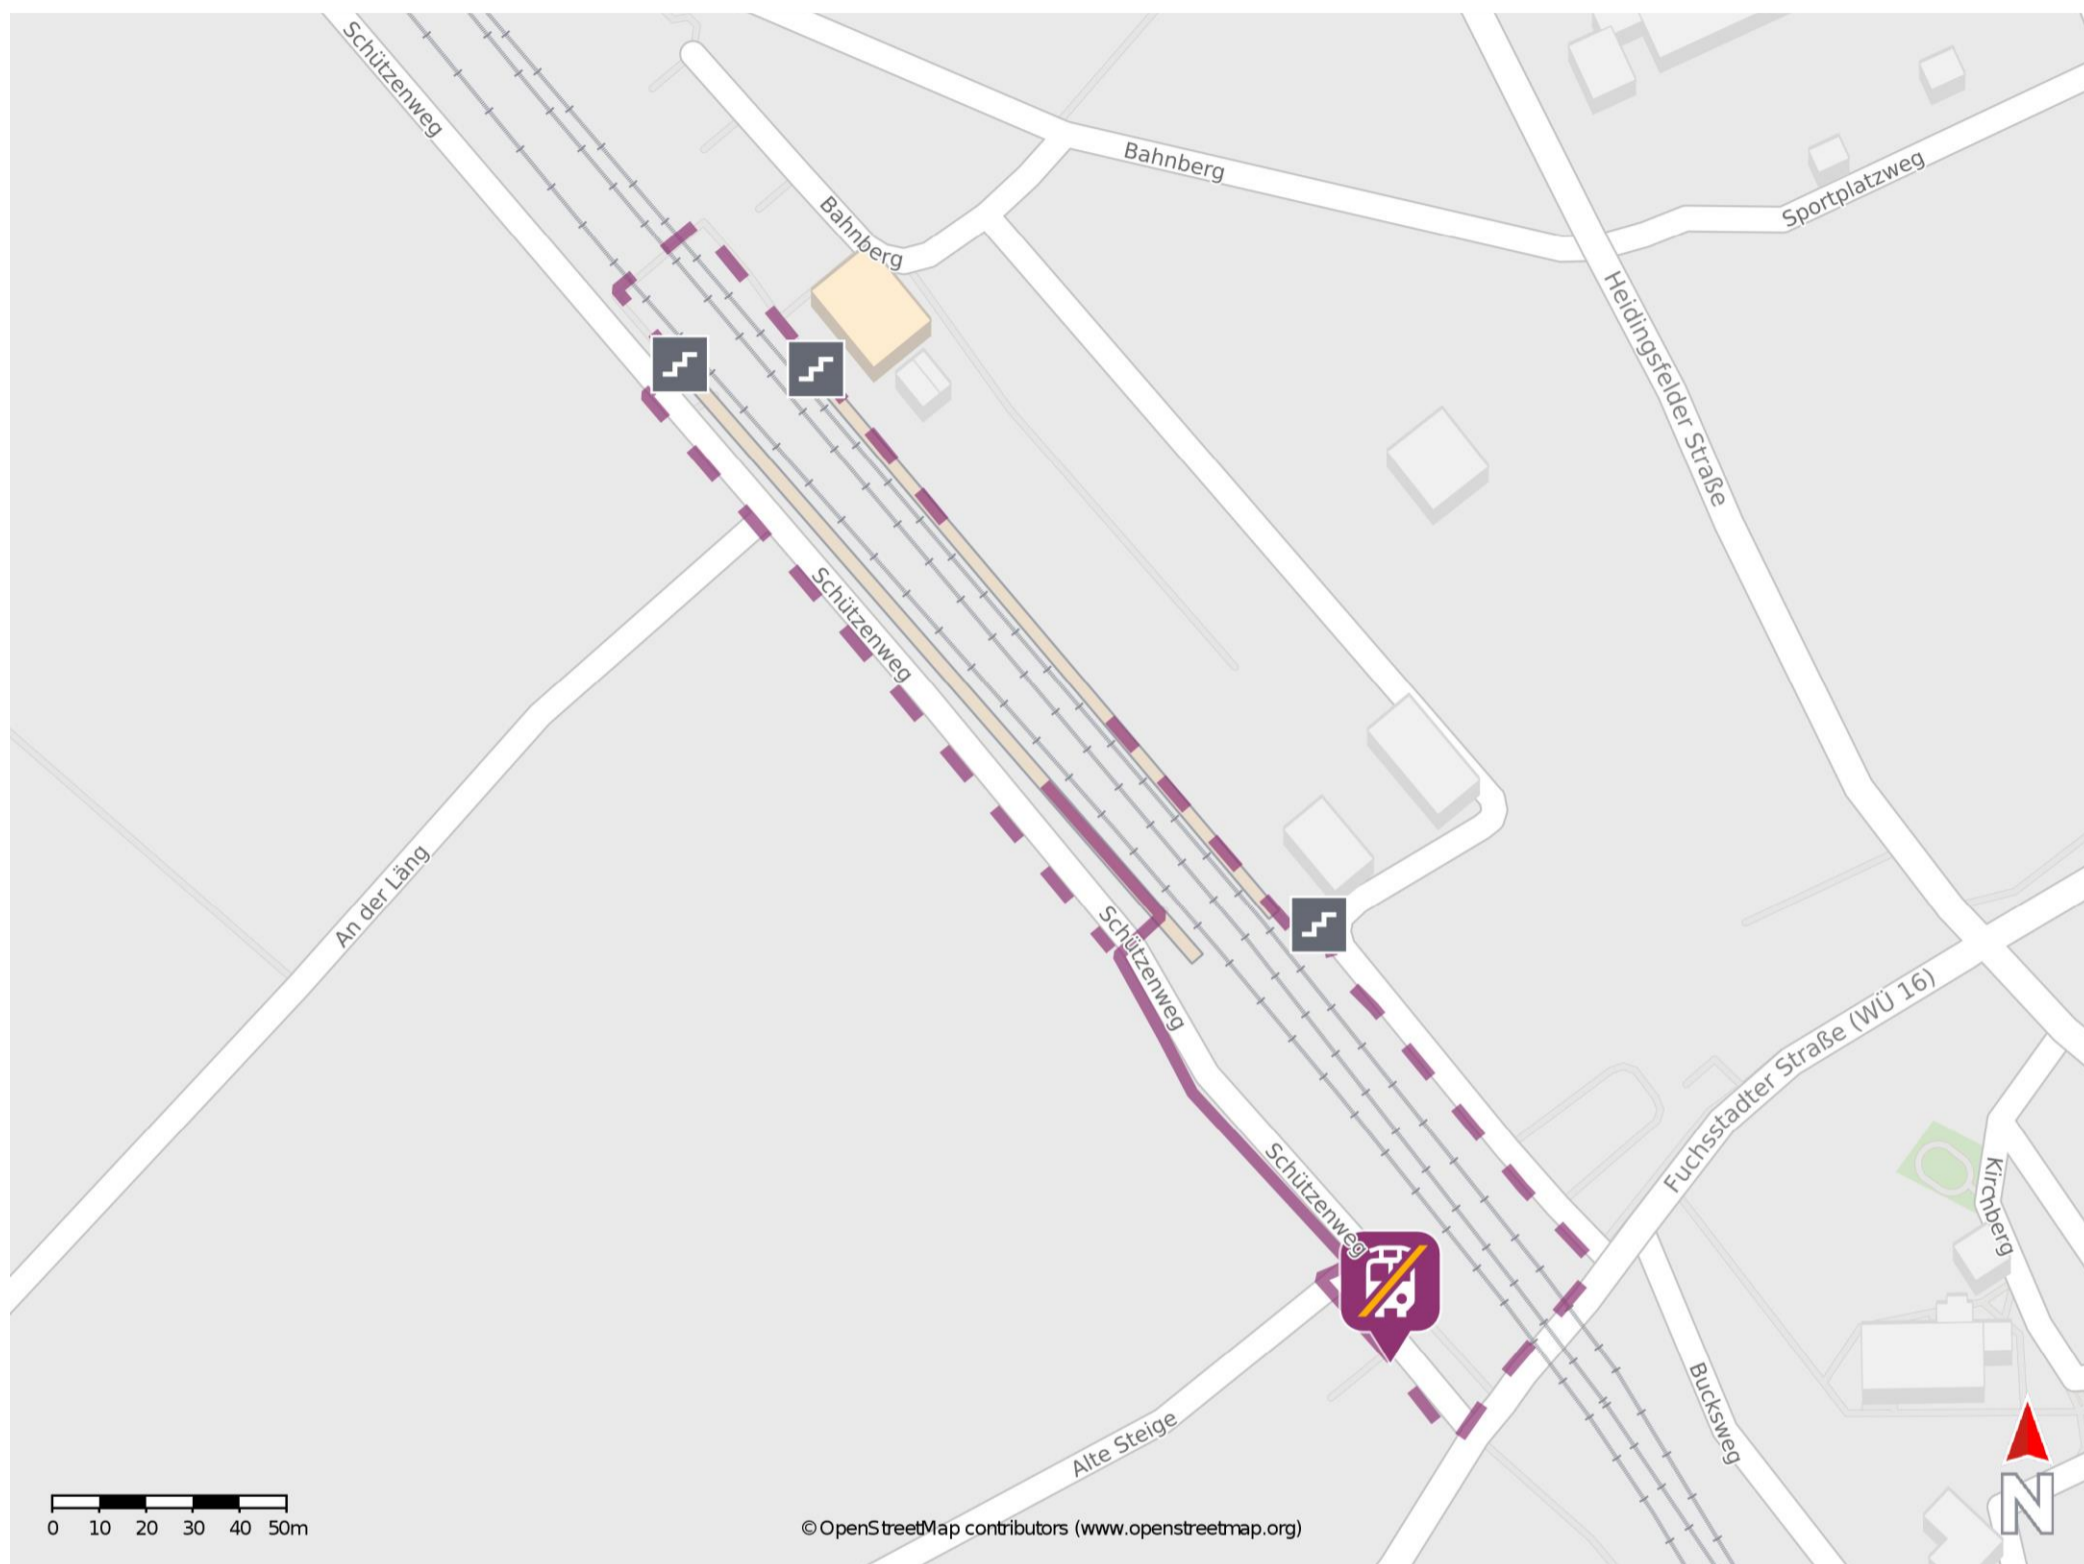 Schützenweg
Bahnberg
Sportplatzweg
Bahnberg
Heidingsfelder Straße
Schützenweg
An der Läng
Schützenweg
Fuchsstadter Straße (WÜ 16)
Schützenweg
Kirchberg
Bucksweg
Alte Steige
N
0 10 20 30 40 50m
© OpenStreetMap contributors (www.openstreetmap.org)